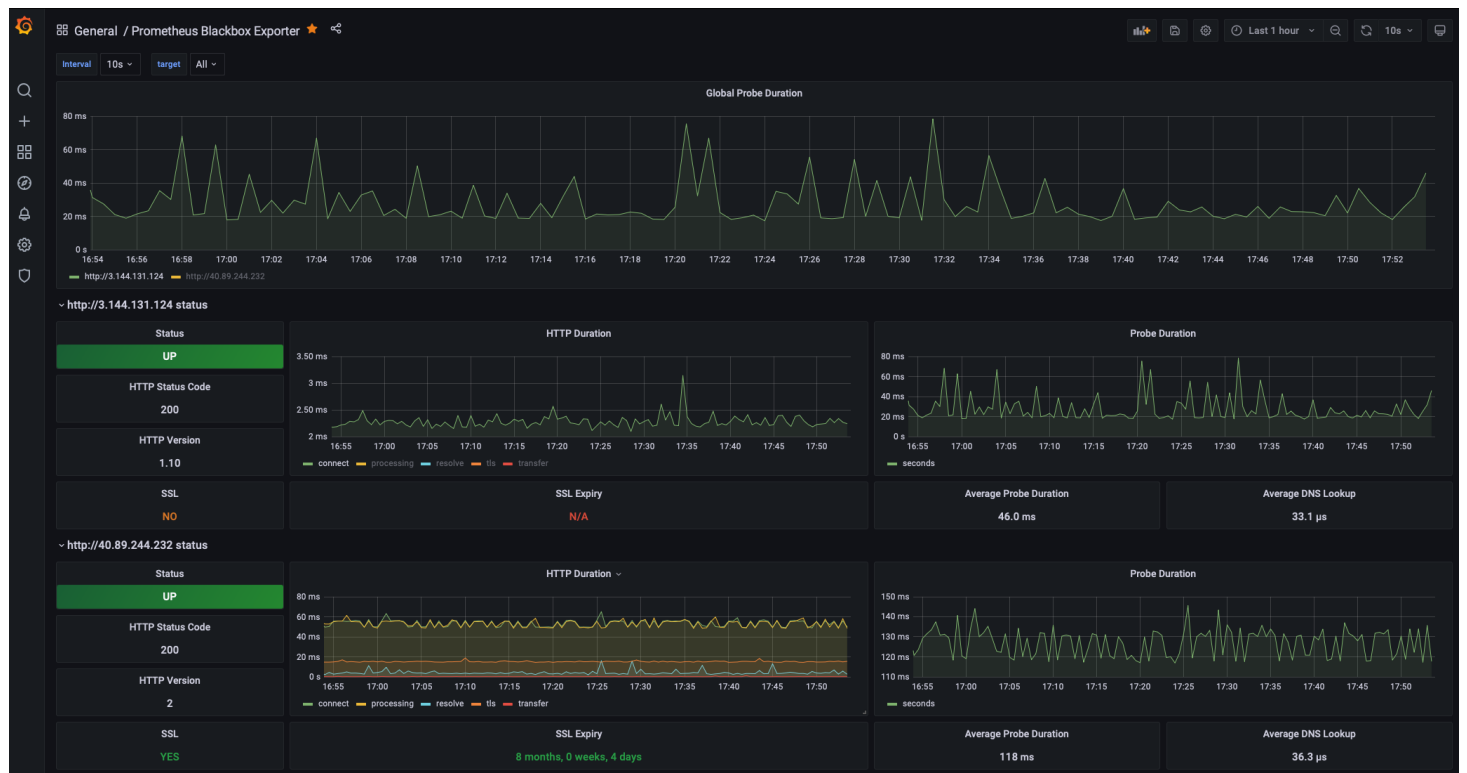 General / Prometheus Blackbox Exporter
Last 1 hour
10s
Interval 10s target All
Global Probe Duration
80 ms
60 ms
40 ms
20 ms
0 s
16:54 16:56 16:58 17:00 17:02 17:04 17:06 17:08 17:10 17:12 17:14 17:16 17:18 17:20 17:22 17:24 17:26 17:28 17:30 17:32 17:34 17:36 17:38 17:40 17:42 17:44 17:46 17:48 17:50 17:52
http://3.144.131.124 http://40.89.244.232
http://3.144.131.124 status
Status
UP
HTTP Status Code
200
HTTP Version
1.10
HTTP Duration
3.50 ms
3 ms
2.50 ms
2 ms
16:55 17:00 17:05 17:10 17:15 17:20 17:25 17:30 17:35 17:40 17:45 17:50
connect processing resolve tls transfer
Probe Duration
80 ms
60 ms
40 ms
20 ms
0 s
16:55 17:00 17:05 17:10 17:15 17:20 17:25 17:30 17:35 17:40 17:45 17:50
seconds
SSL
NO
SSL Expiry
N/A
Average Probe Duration
46.0 ms
Average DNS Lookup
33.1 µs
http://40.89.244.232 status
Status
UP
HTTP Status Code
200
HTTP Version
2
HTTP Duration
80 ms
60 ms
40 ms
20 ms
0 s
16:55 17:00 17:05 17:10 17:15 17:20 17:25 17:30 17:35 17:40 17:45 17:50
connect processing resolve tls transfer
Probe Duration
150 ms
140 ms
130 ms
120 ms
110 ms
16:55 17:00 17:05 17:10 17:15 17:20 17:25 17:30 17:35 17:40 17:45 17:50
seconds
SSL
YES
SSL Expiry
8 months, 0 weeks, 4 days
Average Probe Duration
118 ms
Average DNS Lookup
36.3 µs